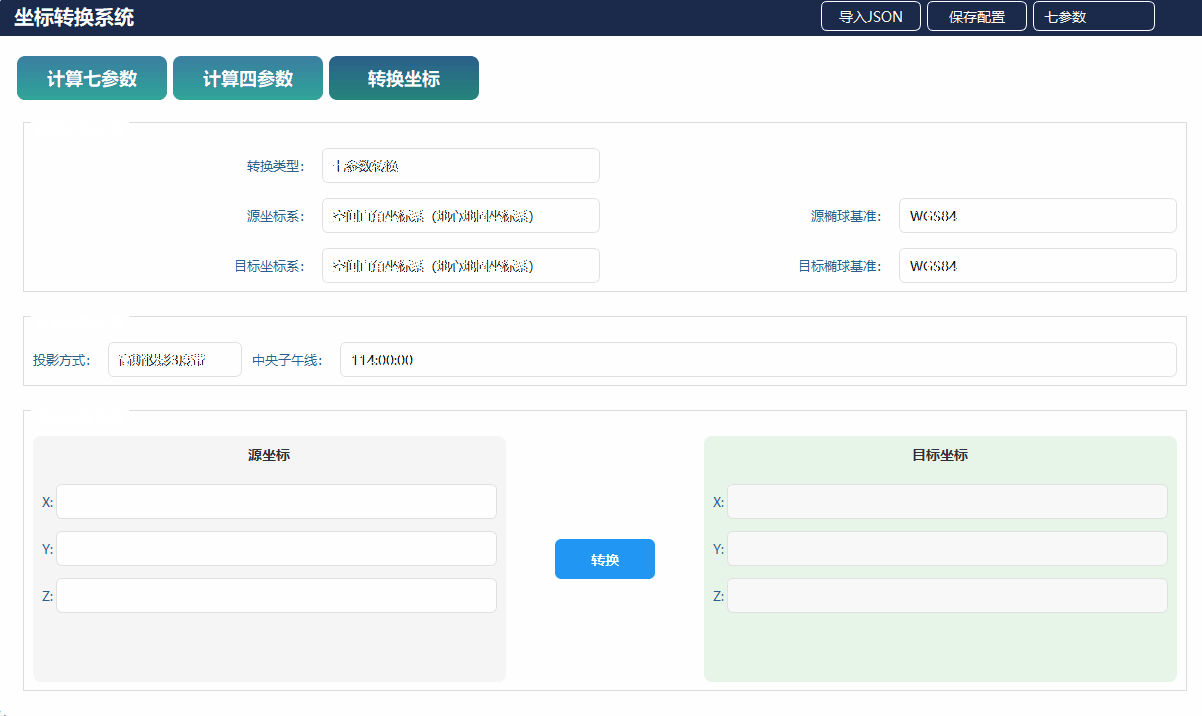 坐标转换系统
导入JSON
保存配置
七参数
计算七参数
计算四参数
转换坐标
转换类型:
七参数转换
源坐标系:
空间直角坐标系（地心地固坐标系）
源椭球基准:
WGS84
目标坐标系:
空间直角坐标系（地心地固坐标系）
目标椭球基准:
WGS84
投影方式:
高斯投影3度带
中央子午线:
114:00:00
源坐标
X:
Y:
Z:
转换
目标坐标
X:
Y:
Z: